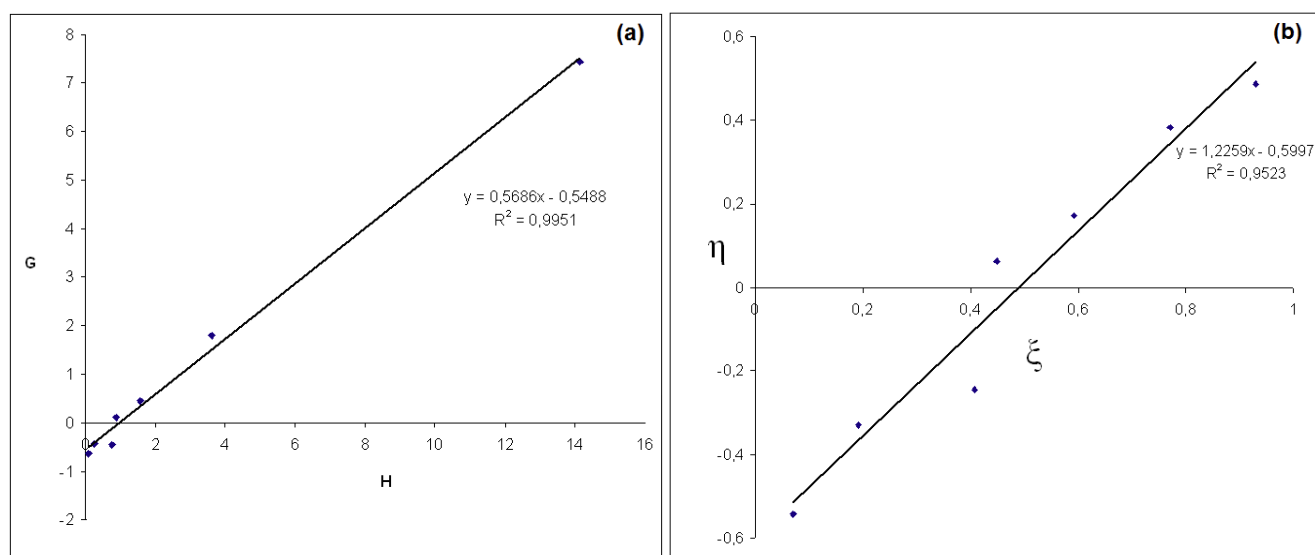 (a)
8
7
6
5
4
3
2
1
0
-1
-2
0 2 4 6 8 10 12 14 16
G
H
y = 0,5686x - 0,5488
R² = 0,9951
(b)
0,6
0,4
0,2
0
-0,2
-0,4
-0,6
0 0,2 0,4 0,6 0,8 1
η
ξ
y = 1,2259x - 0,5997
R² = 0,9523